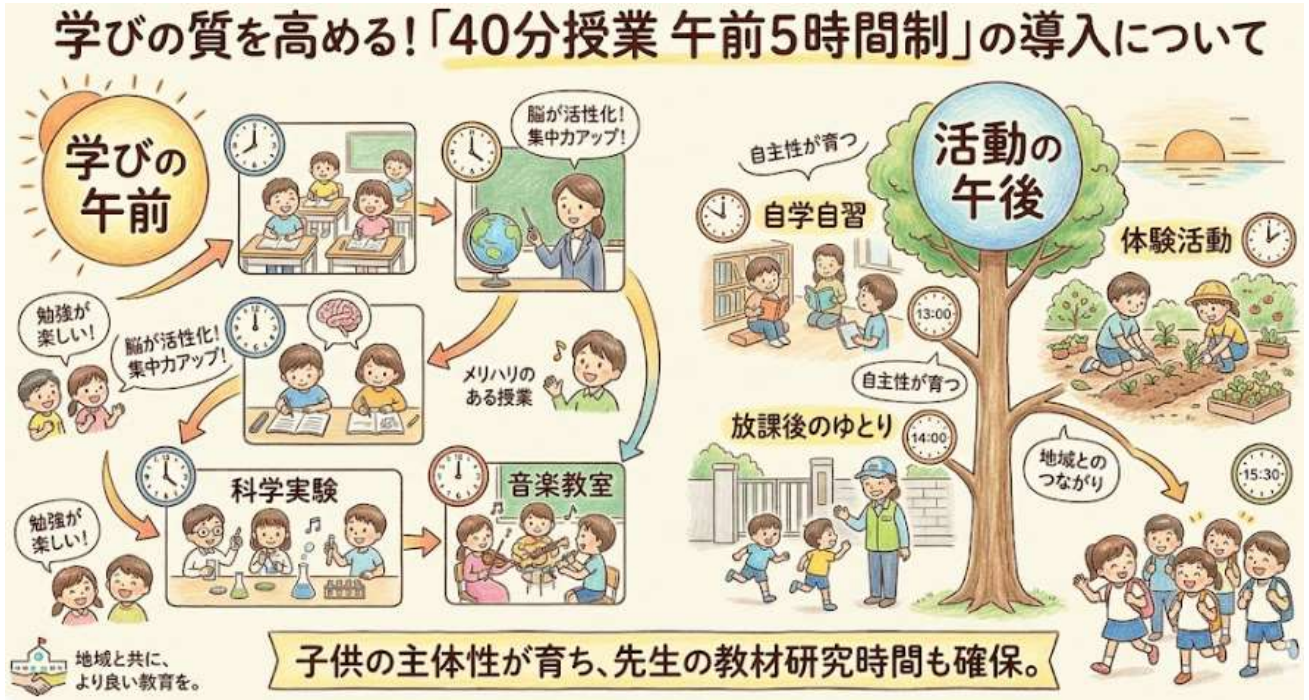 学びの質を高める！「40分授業 午前5時間制」の導入について
学びの
午前
脳が活性化！
集中力アップ！
勉強が
楽しい！
脳が活性化！
集中力アップ！
メリハリの
ある授業
科学実験
音楽教室
勉強が
楽しい！
地域と共に、
より良い教育を。
活動の
午後
自主性が育つ
自学自習
体験活動
13:00
自主性が育つ
放課後のゆとり
14:00
地域との
つながり
15:30
子供の主体性が育ち、先生の教材研究時間も確保。